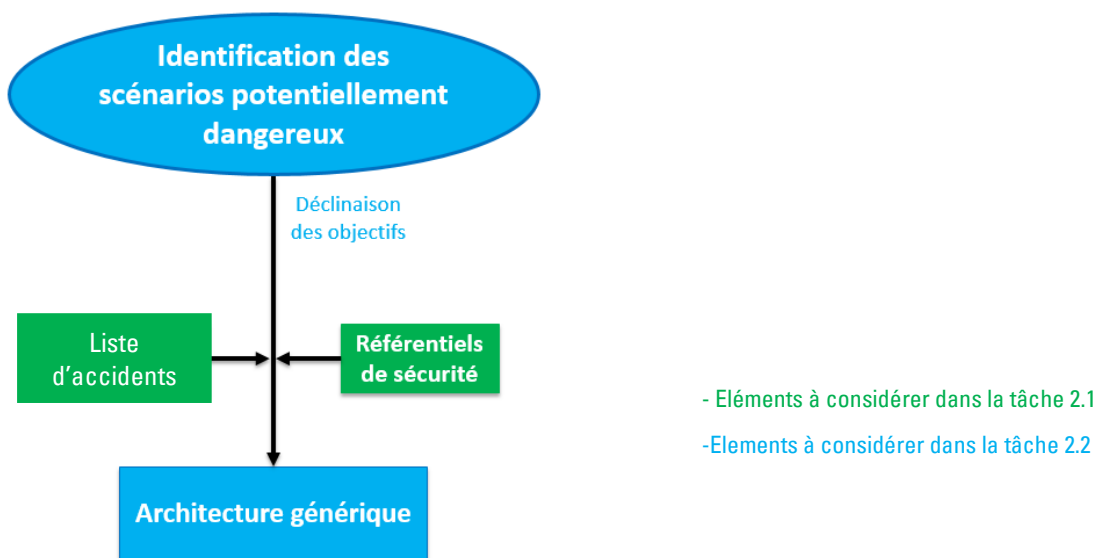 Identification des
scénarios potentiellement
dangereux
Déclinaison
des objectifs
Liste
d'accidents
Référentiels
de sécurité
- Eléments à considérer dans la tâche 2.1
-Elements à considérer dans la tâche 2.2
Architecture générique